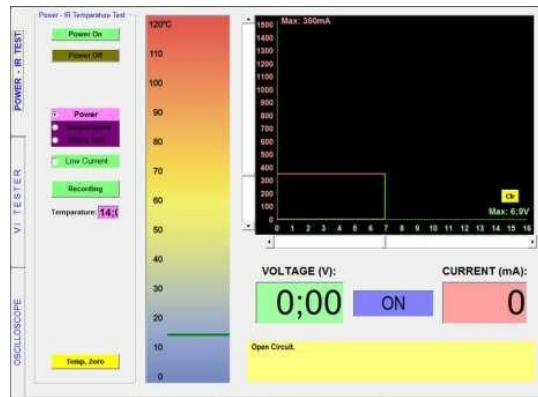 Power - IR Temperature Test
POWER - IR TEST
VI TESTER
OSCILLOSCOPE
Power On
Power Off
Power
Low Current
Recording
Temparature: 14;0
Temp. Zero
120ºC
110
100
90
80
70
60
50
40
30
20
10
0
Max: 360mA
1500
1400
1300
1200
1100
1000
900
800
700
600
500
400
300
200
100
0
Clr
Max: 6;9V
0 1 2 3 4 5 6 7 8 9 10 11 12 13 14 15 16
VOLTAGE (V):
0;00
ON
CURRENT (mA):
0
Open Circuit.